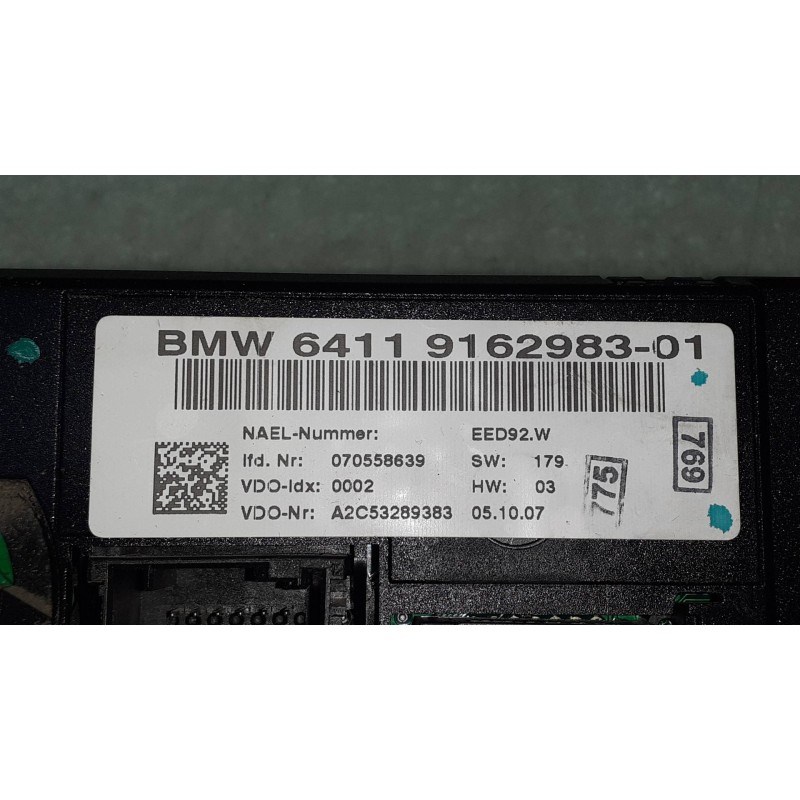 BMW 6411 9162983-01
NAEL-Nummer: EED92.W
lfd. Nr: 070558639 SW: 179
VDO-Idx: 0002 HW: 03
VDO-Nr: A2C53289383 05.10.07
775
769